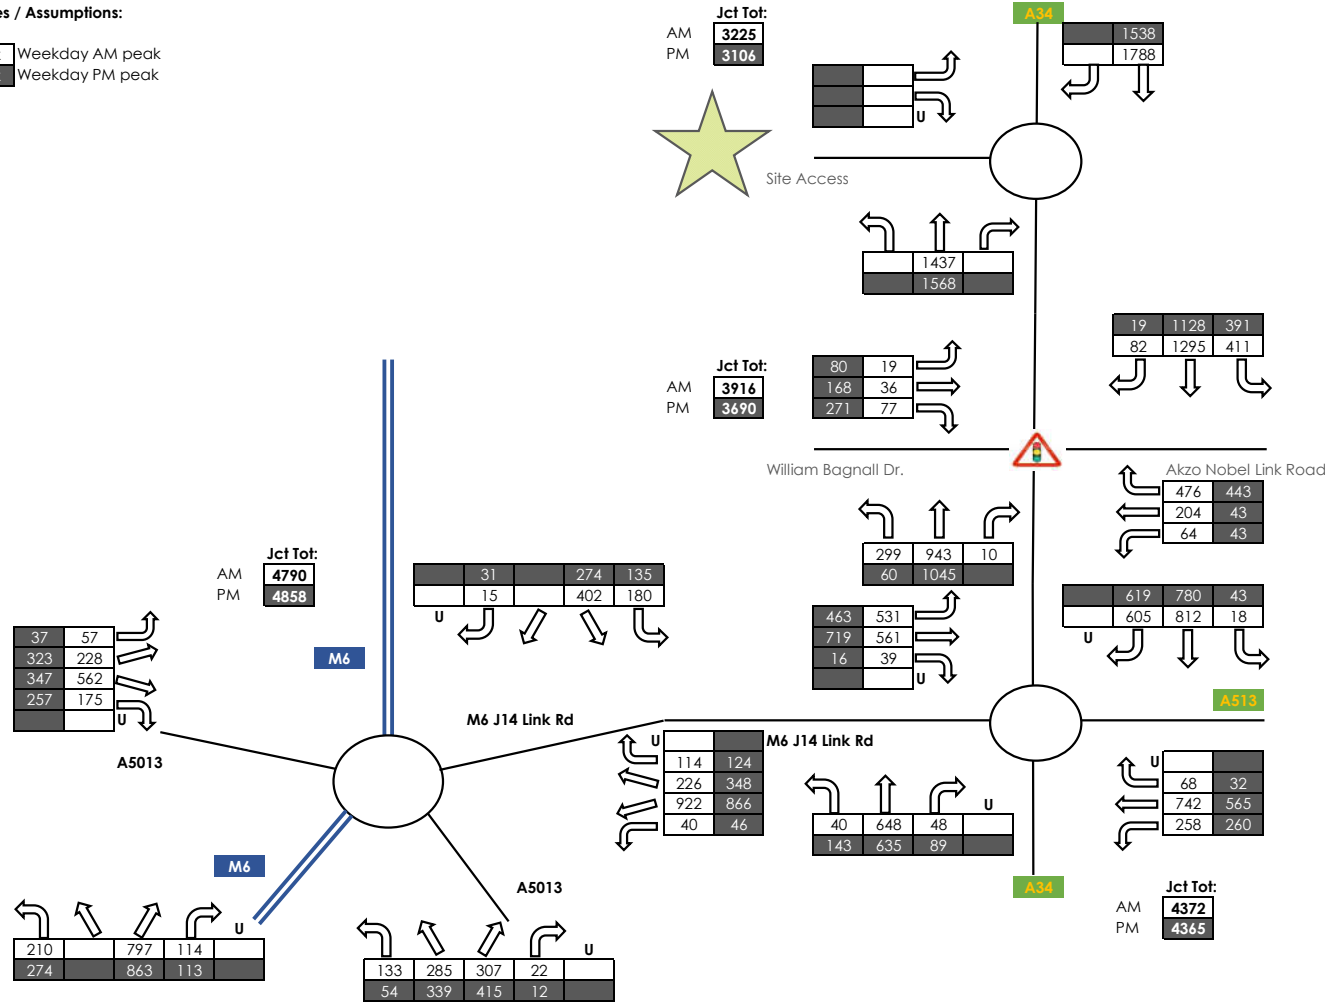 es / Assumptions:
Weekday AM peak
Weekday PM peak
Jct Tot:
AM 3225
PM 3106
A34
1538
1788
U
Site Access
1437
1568
19 1128 391
82 1295 411
Jct Tot:
AM 3916
PM 3690
80 19
168 36
271 77
William Bagnall Dr.
Akzo Nobel Link Road
476 443
204 43
64 43
299 943 10
60 1045
Jct Tot:
AM 4790
PM 4858
31 274 135
15 402 180
U
463 531
719 561
16 39
U
619 780 43
605 812 18
U
37 57
323 228
347 562
257 175
U
M6
A513
M6 J14 Link Rd
A5013
U
M6 J14 Link Rd
114 124
226 348
922 866
40 46
U
40 648 48
143 635 89
U
68 32
742 565
258 260
M6
A5013
A34
Jct Tot:
AM 4372
PM 4365
U
210 797 114
274 863 113
U
133 285 307 22
54 339 415 12